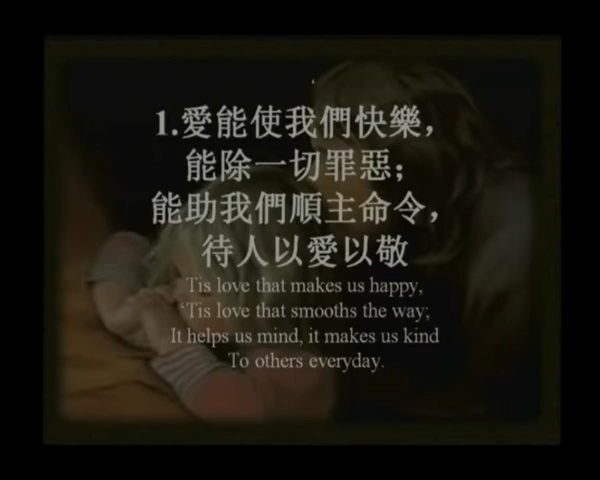 1.愛能使我們快樂，
能除一切罪惡；
能助我們順主命令，
待人以愛以敬
Tis love that makes us happy,
‘Tis love that smooths the way;
It helps us mind, it makes us kind
To others everyday.